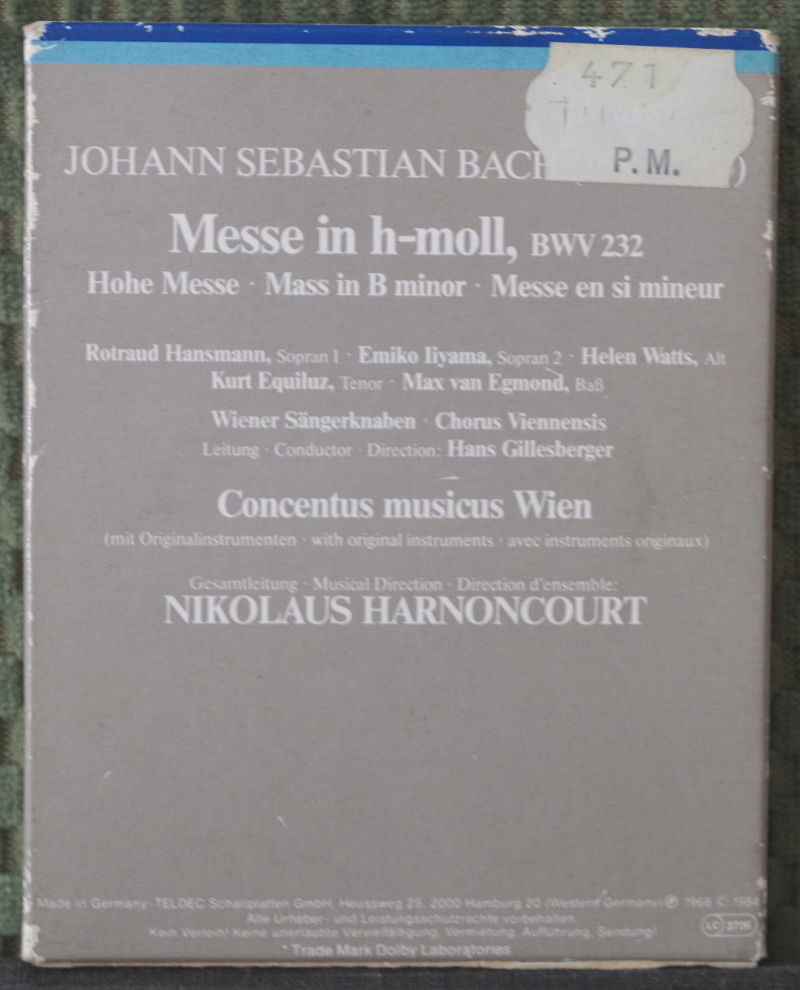 471
P.M.
JOHANN SEBASTIAN BACH )
Messe in h-moll, BWV 232
Hohe Messe · Mass in B minor · Messe en si mineur
Rotraud Hansmann, Sopran 1 · Emiko Iiyama, Sopran 2 · Helen Watts, Alt
Kurt Equiluz, Tenor · Max van Egmond, Baß
Wiener Sängerknaben · Chorus Viennensis
Leitung · Conductor · Direction: Hans Gillesberger
Concentus musicus Wien
(mit Originalinstrumenten · with original instruments · avec instruments originaux)
Gesamtleitung · Musical Direction · Direction d'ensemble:
NIKOLAUS HARNONCOURT
Made in Germany · TELDEC Schallplatten GmbH, Heussweg 25, 2000 Hamburg 20 (Western Germany) ℗ 1968 © 1984
Alle Urheber- und Leistungsschutzrechte vorbehalten
Kein Verleih! Keine unerlaubte Vervielfältigung, Vermietung, Aufführung, Sendung!
LC 3706
* Trade Mark Dolby Laboratories